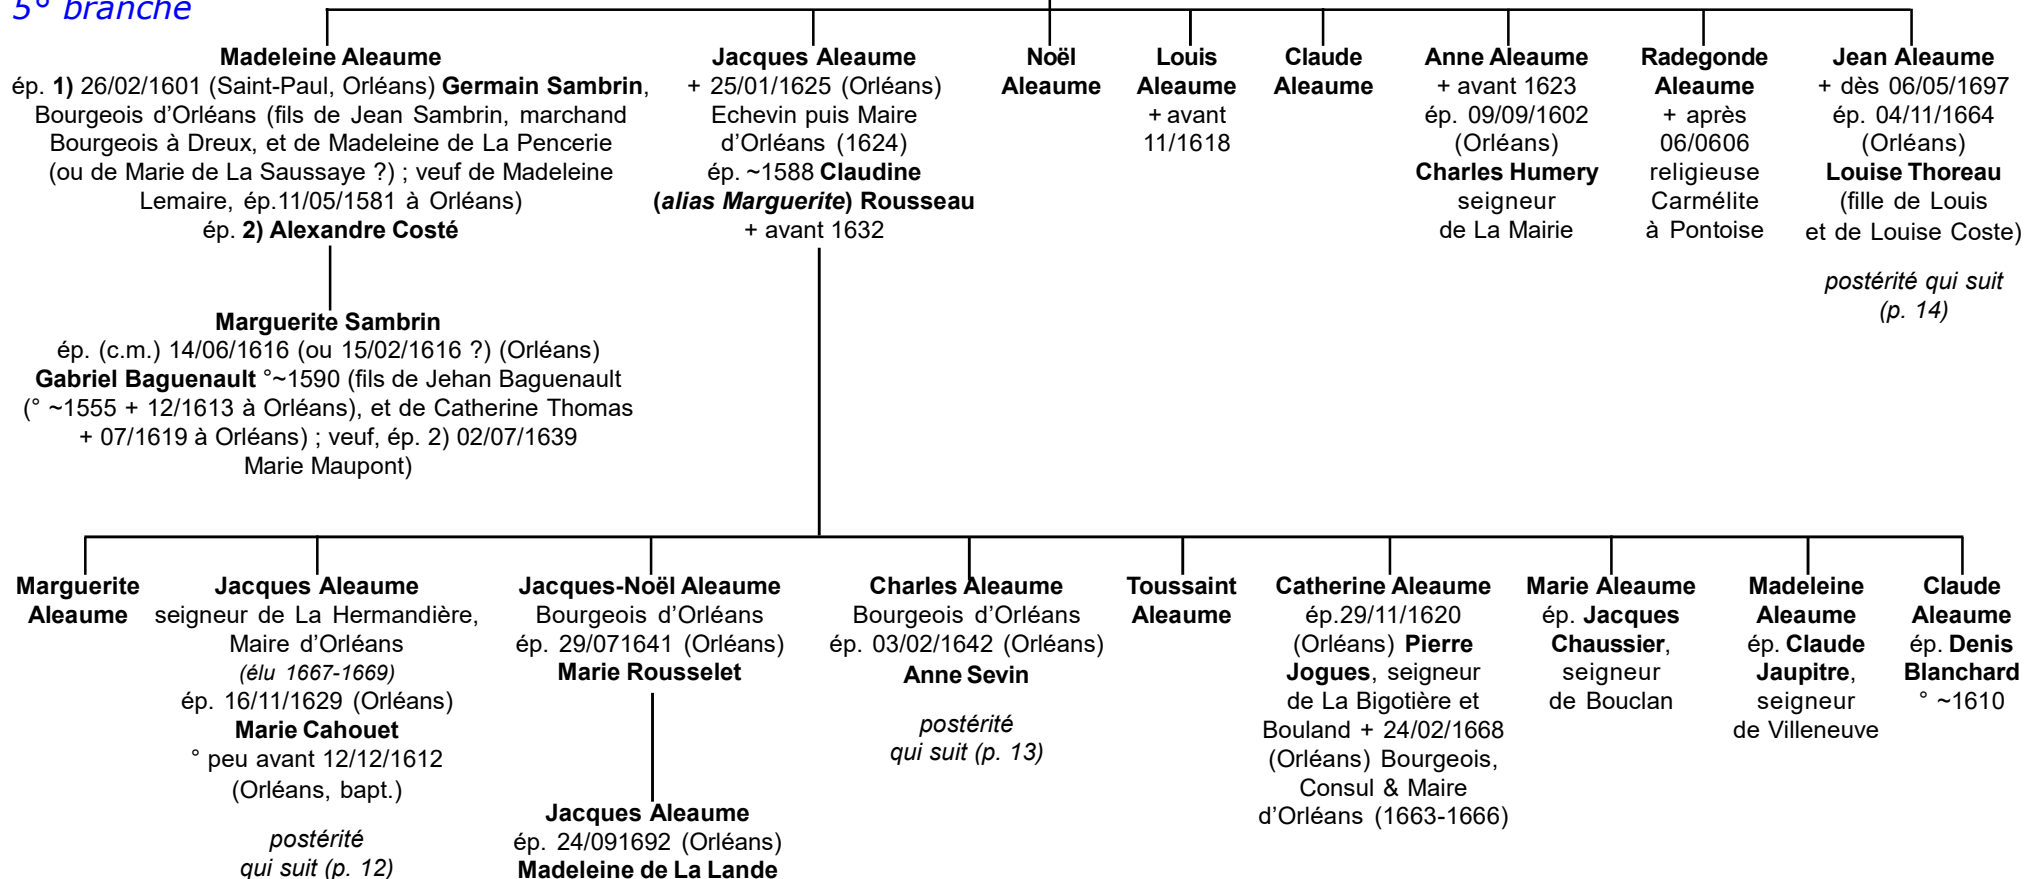 5° branche
Madeleine Aleaume
ép. 1) 26/02/1601 (Saint-Paul, Orléans) Germain Sambrin,
Bourgeois d’Orléans (fils de Jean Sambrin, marchand
Bourgeois à Dreux, et de Madeleine de La Pencerie
(ou de Marie de La Saussaye ?) ; veuf de Madeleine
Lemaire, ép.11/05/1581 à Orléans)
ép. 2) Alexandre Costé
Jacques Aleaume
+ 25/01/1625 (Orléans)
Echevin puis Maire
d’Orléans (1624)
ép. ~1588 Claudine
(alias Marguerite) Rousseau
+ avant 1632
Noël
Aleaume
Louis
Aleaume
+ avant
11/1618
Claude
Aleaume
Anne Aleaume
+ avant 1623
ép. 09/09/1602
(Orléans)
Charles Humery
seigneur
de La Mairie
Radegonde
Aleaume
+ après
06/0606
religieuse
Carmélite
à Pontoise
Jean Aleaume
+ dès 06/05/1697
ép. 04/11/1664
(Orléans)
Louise Thoreau
(fille de Louis
et de Louise Coste)
postérité qui suit
(p. 14)
Marguerite Sambrin
ép. (c.m.) 14/06/1616 (ou 15/02/1616 ?) (Orléans)
Gabriel Baguenault °~1590 (fils de Jehan Baguenault
(° ~1555 + 12/1613 à Orléans), et de Catherine Thomas
+ 07/1619 à Orléans) ; veuf, ép. 2) 02/07/1639
Marie Maupont)
Marguerite
Aleaume
Jacques Aleaume
seigneur de La Hermandière,
Maire d’Orléans
(élu 1667-1669)
ép. 16/11/1629 (Orléans)
Marie Cahouet
° peu avant 12/12/1612
(Orléans, bapt.)
postérité
qui suit (p. 12)
Jacques-Noël Aleaume
Bourgeois d’Orléans
ép. 29/071641 (Orléans)
Marie Rousselet
Jacques Aleaume
ép. 24/091692 (Orléans)
Madeleine de La Lande
Charles Aleaume
Bourgeois d’Orléans
ép. 03/02/1642 (Orléans)
Anne Sevin
postérité
qui suit (p. 13)
Toussaint
Aleaume
Catherine Aleaume
ép.29/11/1620
(Orléans) Pierre
Jogues, seigneur
de La Bigotière et
Bouland + 24/02/1668
(Orléans) Bourgeois,
Consul & Maire
d’Orléans (1663-1666)
Marie Aleaume
ép. Jacques
Chaussier,
seigneur
de Bouclan
Madeleine
Aleaume
ép. Claude
Jaupitre,
seigneur
de Villeneuve
Claude
Aleaume
ép. Denis
Blanchard
° ~1610